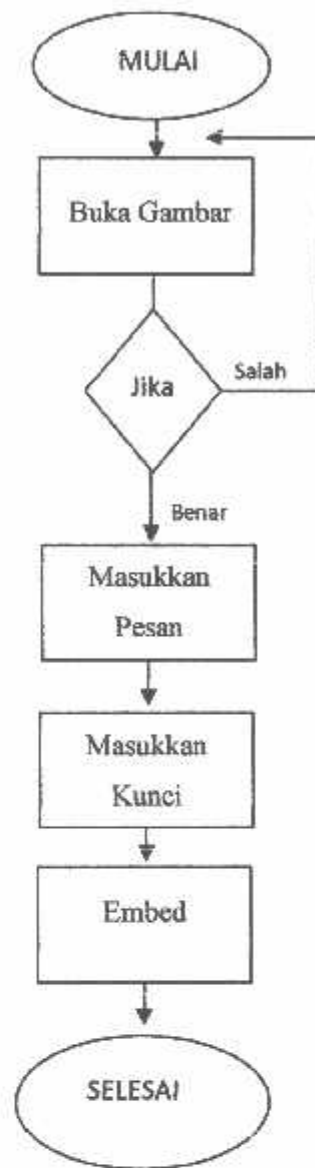 MULAI
Buka Gambar
Jika
Salah
Benar
Masukkan
Pesan
Masukkan
Kunci
Embed
SELESAI